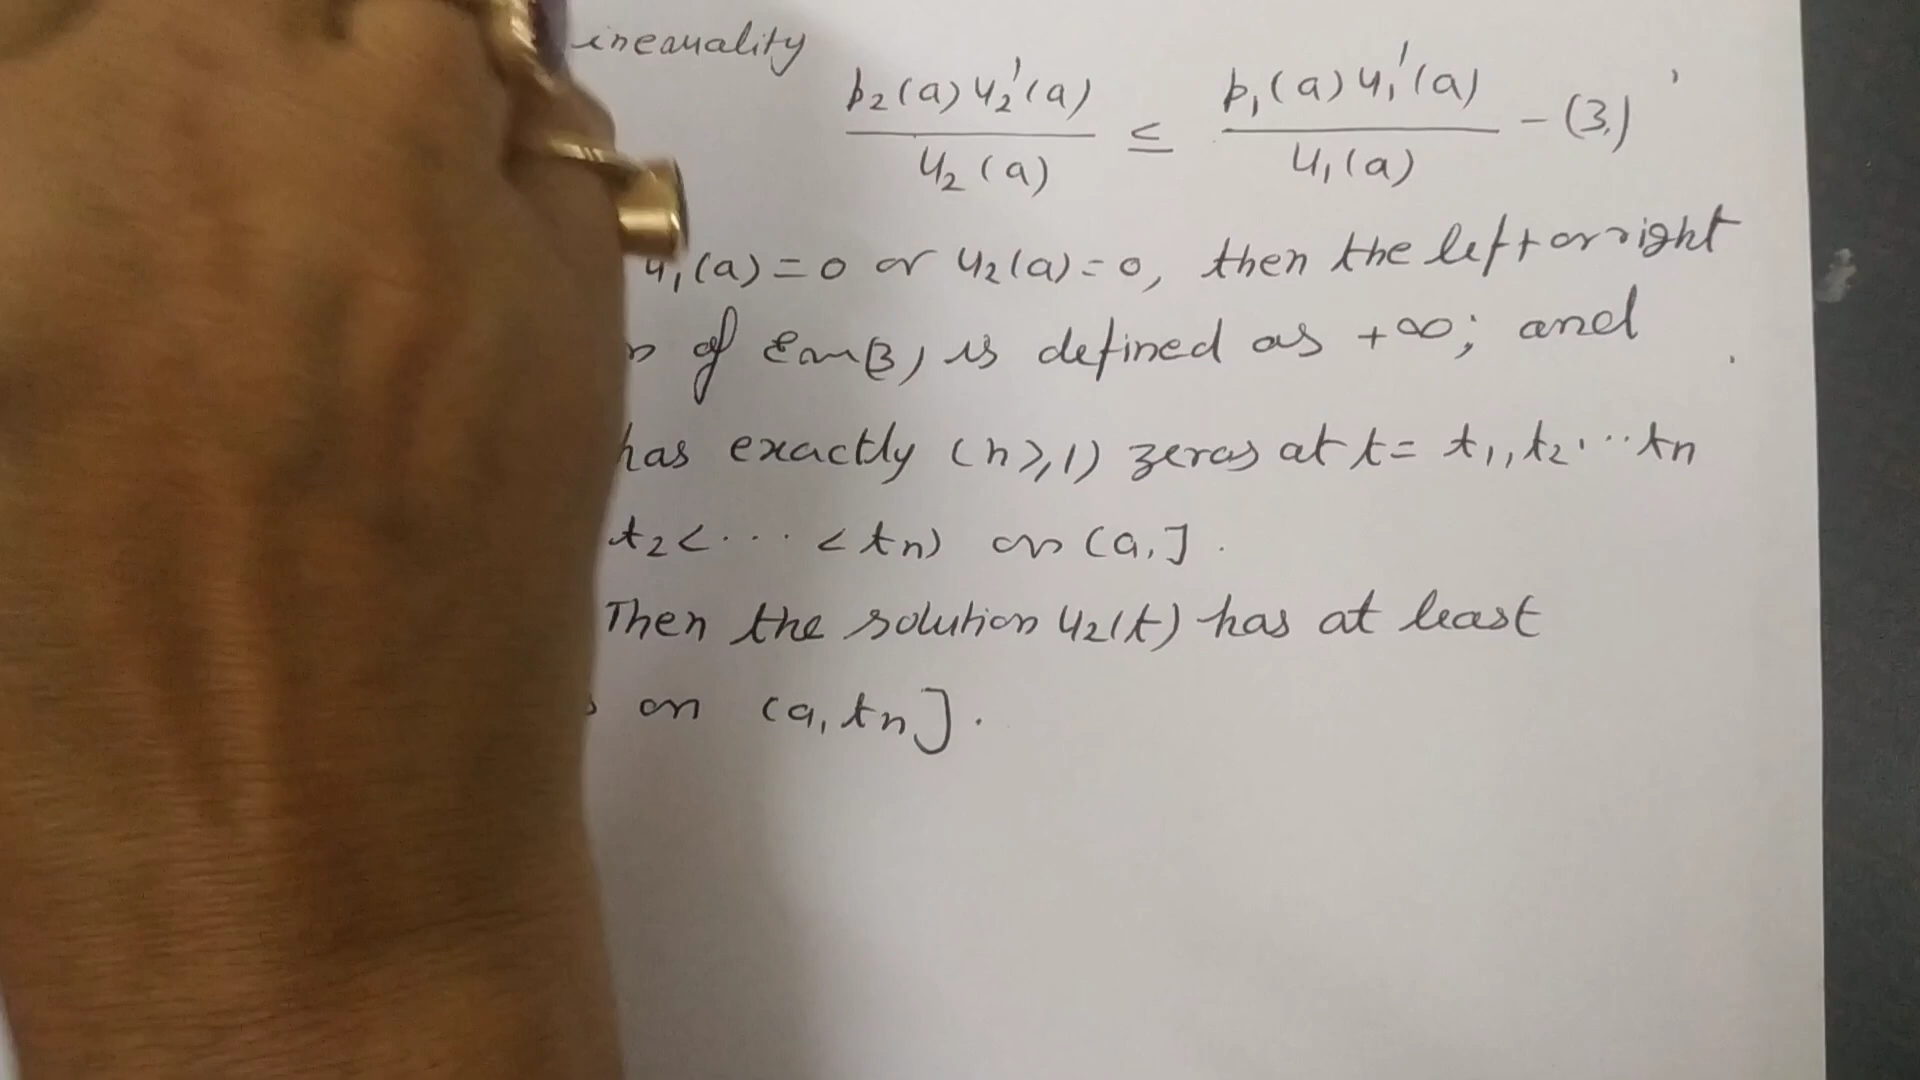 inequality
p₂(a)u₂'(a) / u₂(a) ≤ p₁(a)u₁'(a) / u₁(a) - (3)
u₁(a)=0 or u₂(a)=0, then the left or right
of Eqn(3) is defined as +∞; and
has exactly (n≥1) zeros at t= t₁, t₂, ... tn
t₂<...<tn) on (a,].
Then the solution u₂(t) has at least
on (a, tn].